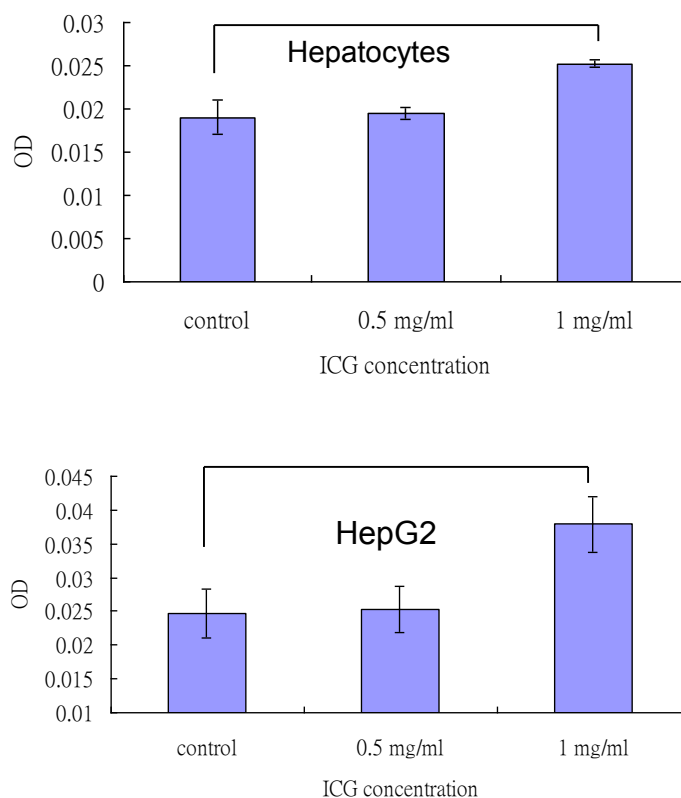 0.03
Hepatocytes
0.025
0.02
0.015
0.01
0.005
0
OD
control 0.5 mg/ml 1 mg/ml
ICG concentration
0.045
0.04
HepG2
0.035
0.03
0.025
0.02
0.015
0.01
OD
control 0.5 mg/ml 1 mg/ml
ICG concentration